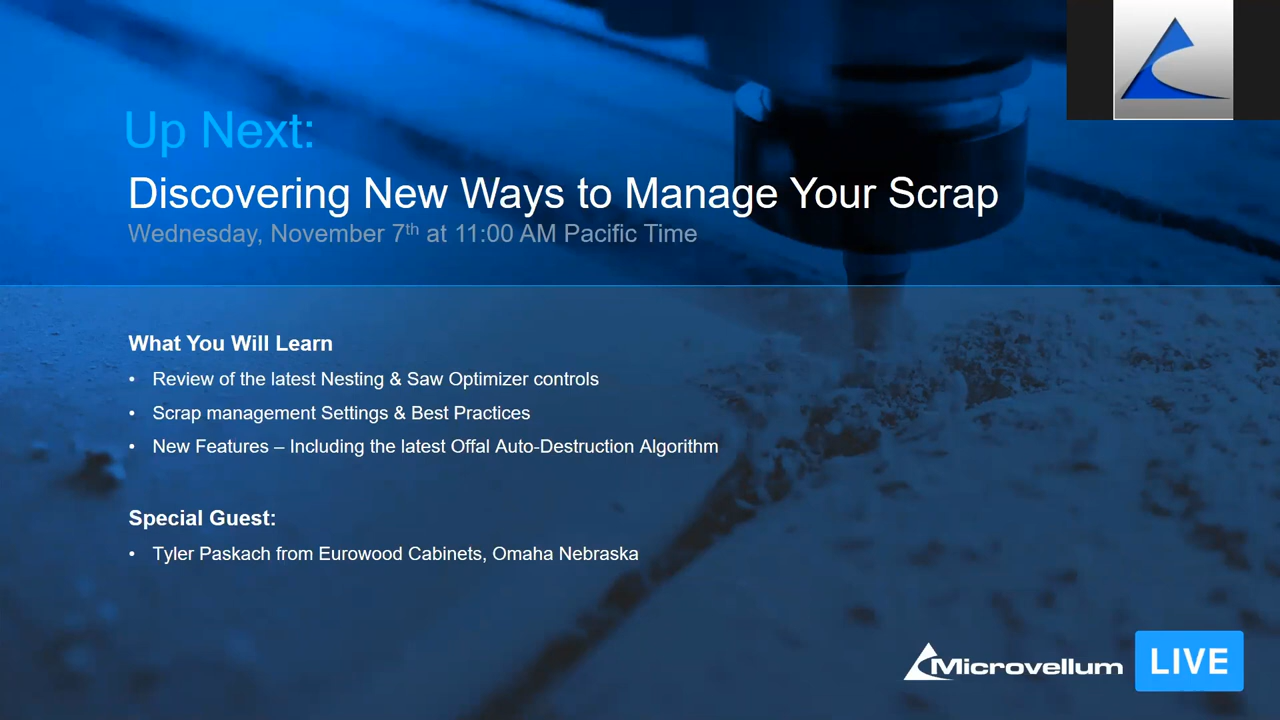 Up Next:
Discovering New Ways to Manage Your Scrap
Wednesday, November 7th at 11:00 AM Pacific Time
What You Will Learn
• Review of the latest Nesting & Saw Optimizer controls
• Scrap management Settings & Best Practices
• New Features – Including the latest Offal Auto-Destruction Algorithm
Special Guest:
• Tyler Paskach from Eurowood Cabinets, Omaha Nebraska
Microvellum LIVE